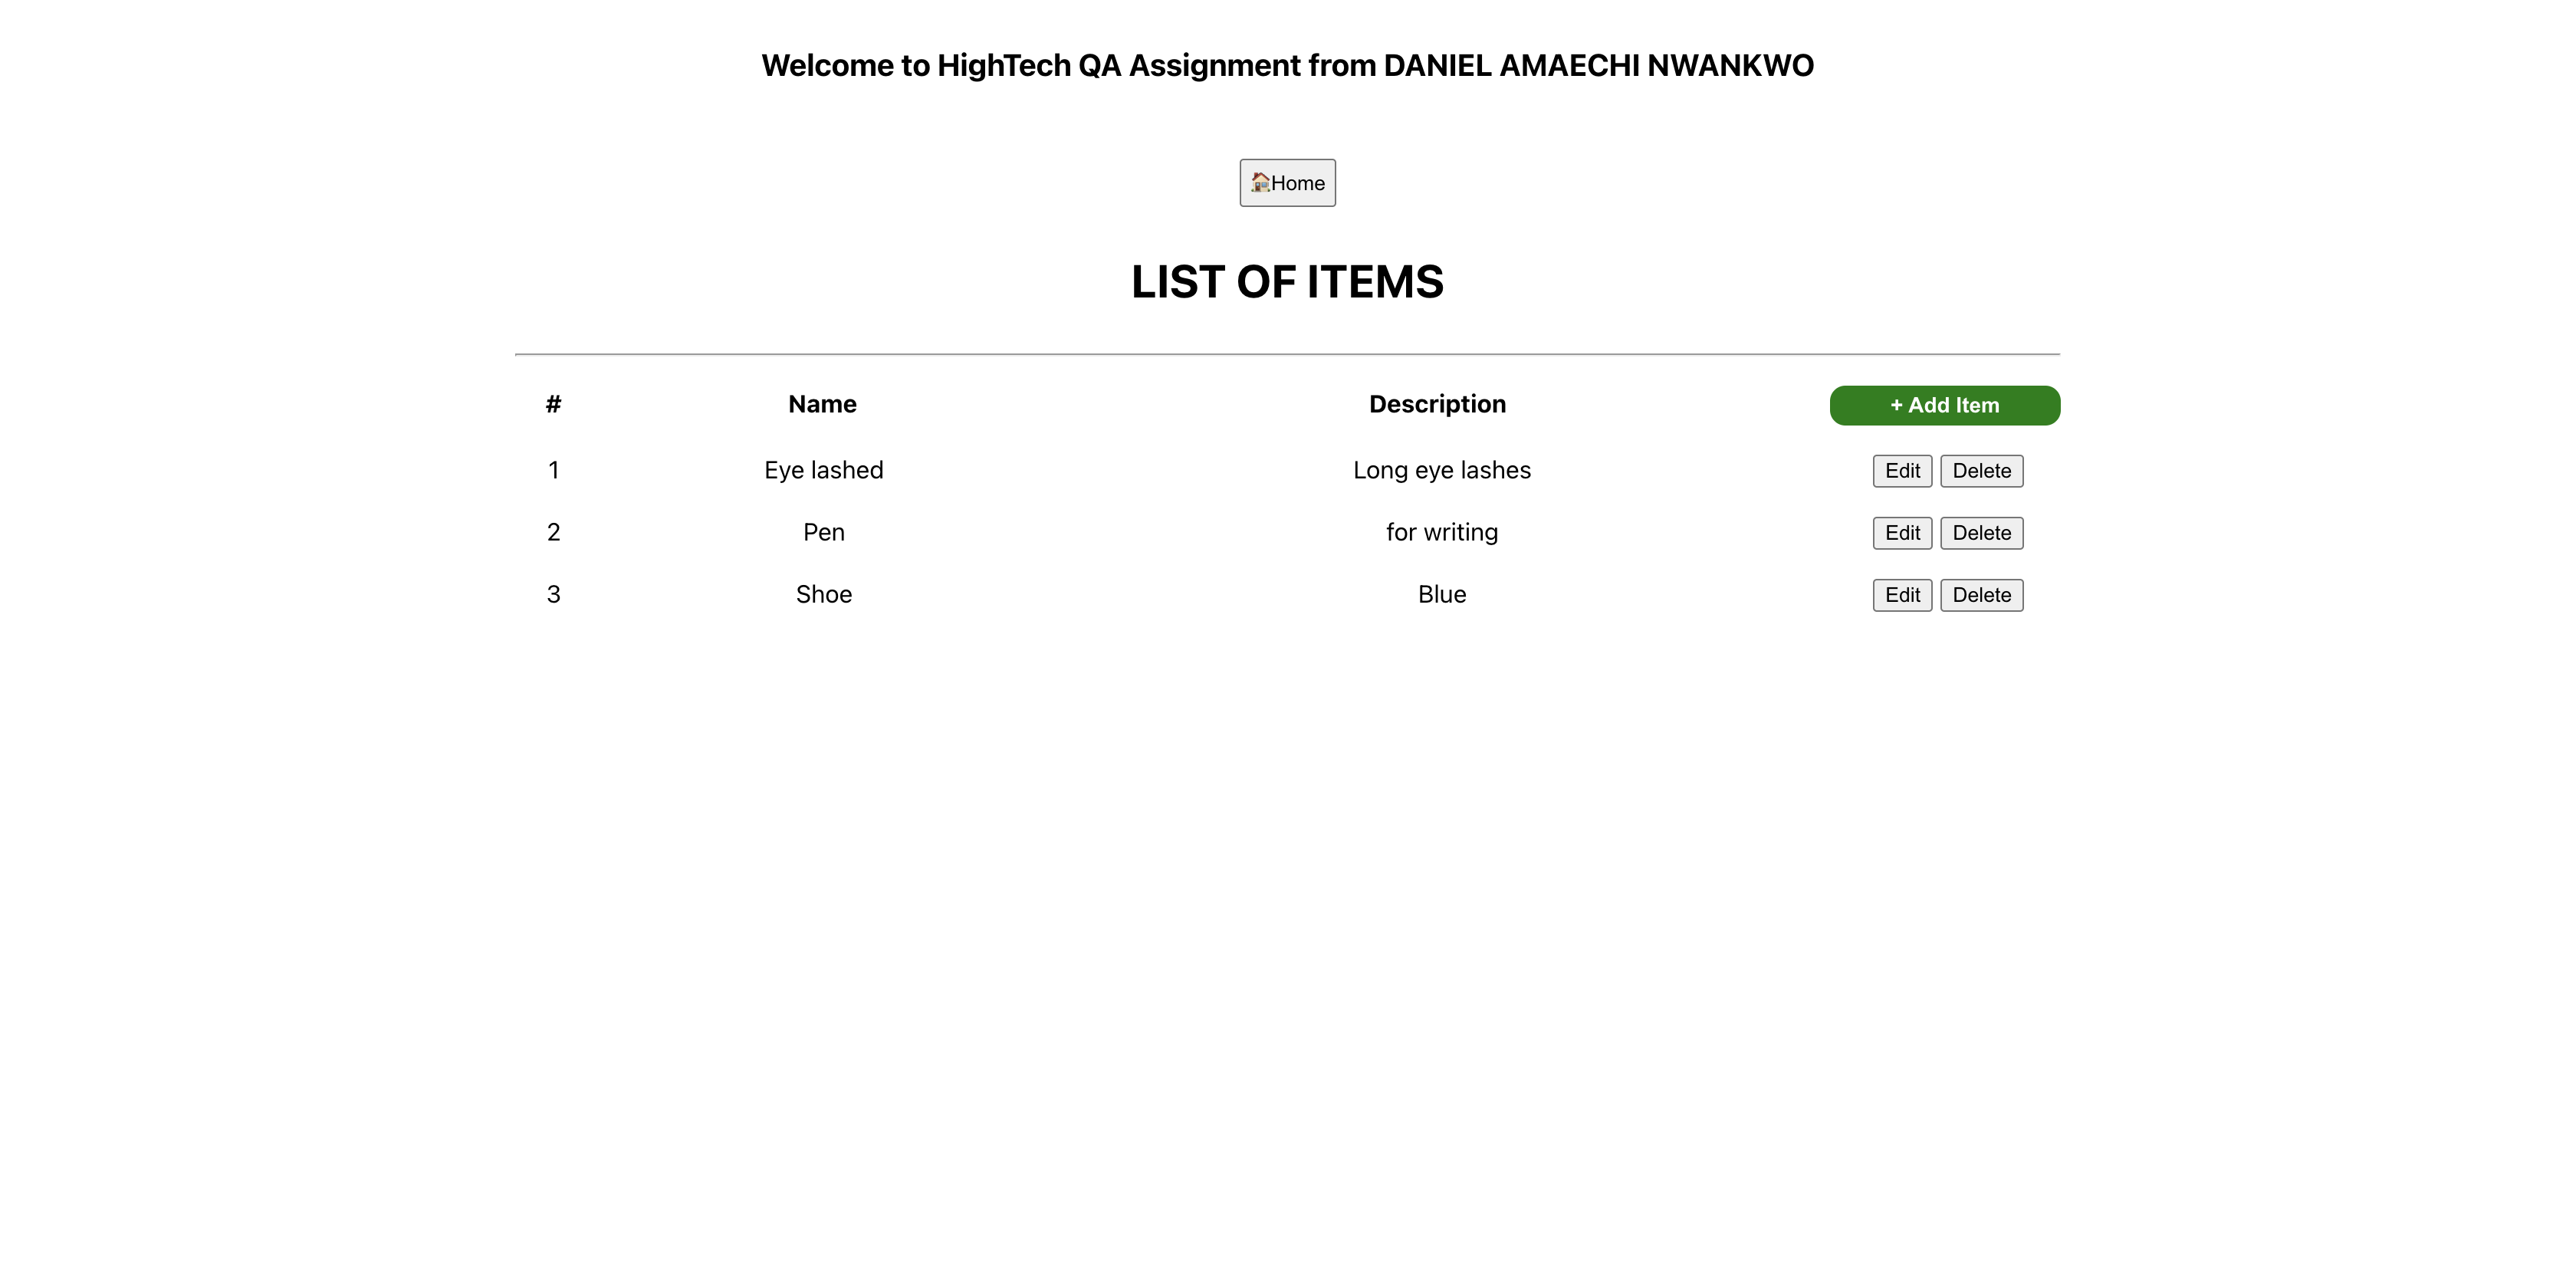 Welcome to HighTech QA Assignment from DANIEL AMAECHI NWANKWO
🏠Home
LIST OF ITEMS
# Name Description + Add Item
1 Eye lashed Long eye lashes Edit Delete
2 Pen for writing Edit Delete
3 Shoe Blue Edit Delete